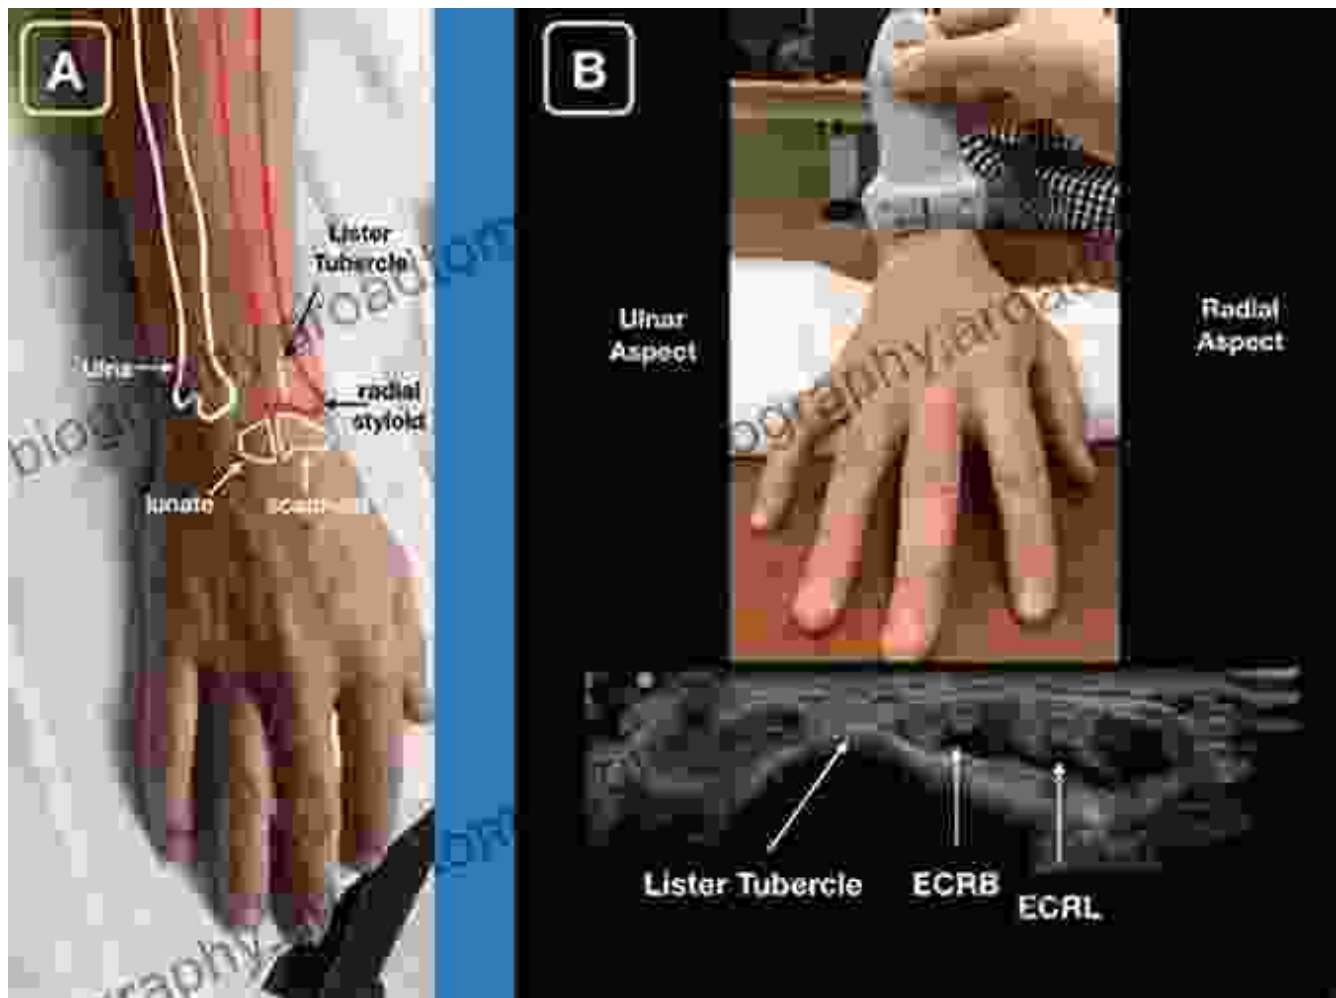 A
B
Lister
Tubercle
Ulna
radial
styloid
lunate
Ulnar
Aspect
Radial
Aspect
Lister Tubercle
ECRB
ECRL